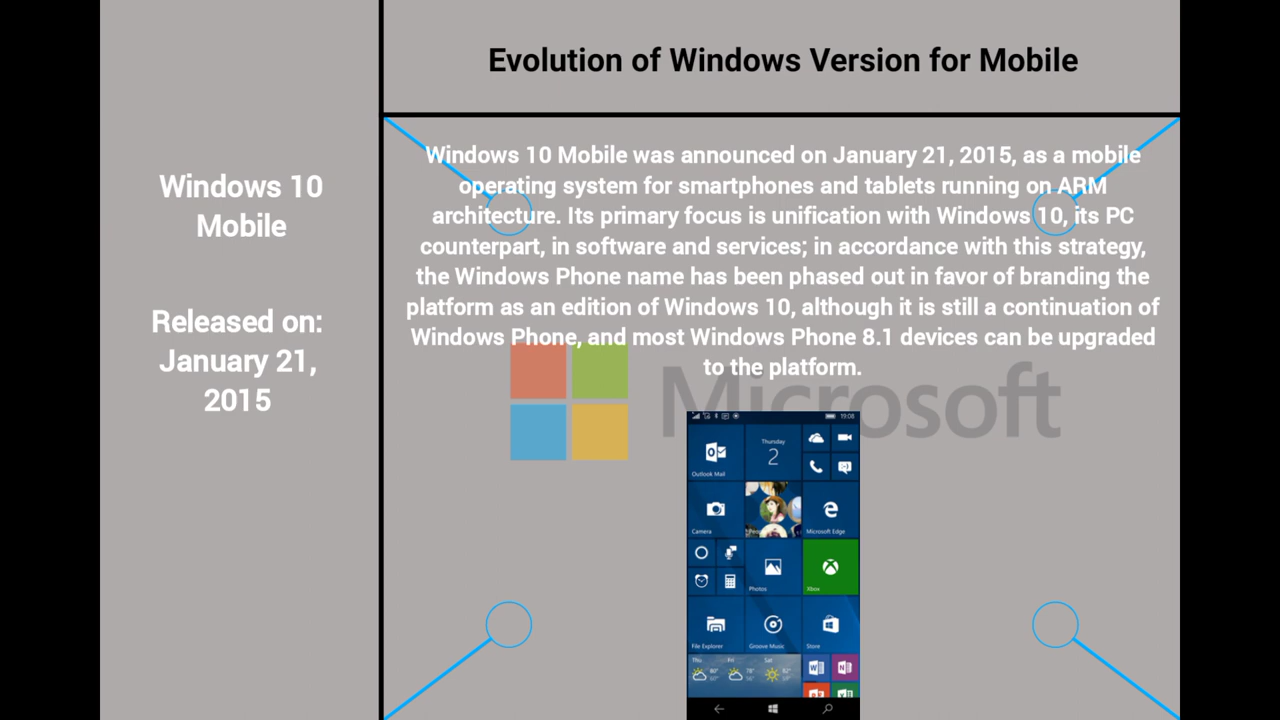 Evolution of Windows Version for Mobile
Windows 10
Mobile
Released on:
January 21,
2015
Windows 10 Mobile was announced on January 21, 2015, as a mobile
operating system for smartphones and tablets running on ARM
architecture. Its primary focus is unification with Windows 10, its PC
counterpart, in software and services; in accordance with this strategy,
the Windows Phone name has been phased out in favor of branding the
platform as an edition of Windows 10, although it is still a continuation of
Windows Phone, and most Windows Phone 8.1 devices can be upgraded
to the platform.
Microsoft
19:08
Outlook Mail
Thursday
2
Camera
Microsoft Edge
Photos
Xbox
File Explorer
Groove Music
Store
Thu Fri Sat